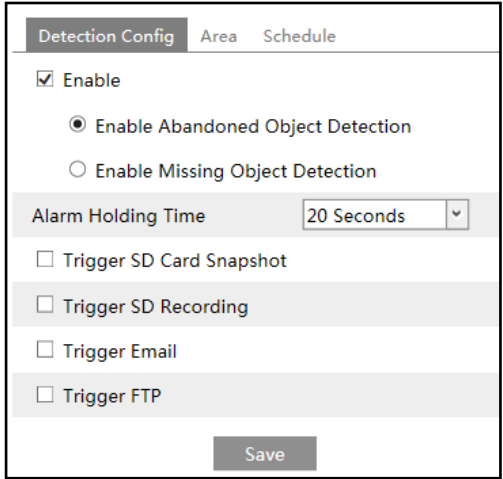 Detection Config Area Schedule
Enable
Enable Abandoned Object Detection
Enable Missing Object Detection
Alarm Holding Time 20 Seconds
Trigger SD Card Snapshot
Trigger SD Recording
Trigger Email
Trigger FTP
Save